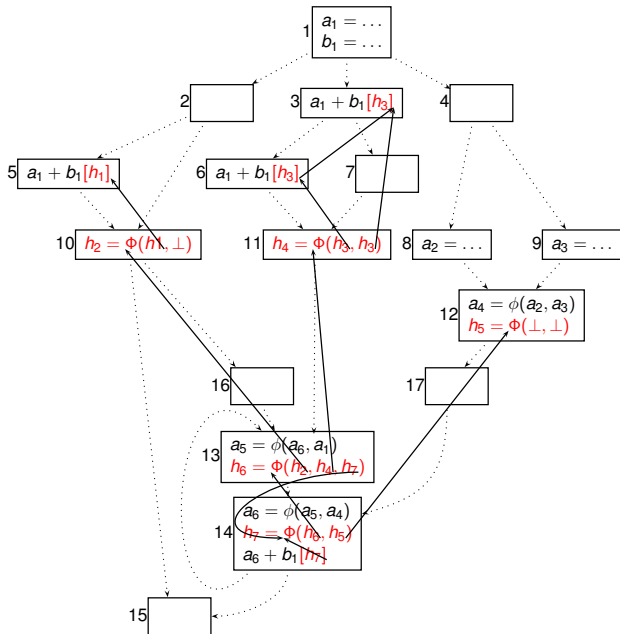 1
a₁ = …
b₁ = …
2
3
a₁ + b₁[h₃]
4
5
a₁ + b₁[h₁]
6
a₁ + b₁[h₃]
7
10
h₂ = Φ(h1, ⊥)
11
h₄ = Φ(h₃, h₃)
8
a₂ = …
9
a₃ = …
12
a₄ = ϕ(a₂, a₃)
h₅ = Φ(⊥, ⊥)
16
17
13
a₅ = ϕ(a₆, a₁)
h₆ = Φ(h₂, h₄, h₇)
14
a₆ = ϕ(a₅, a₄)
h₇ = Φ(h₆, h₅)
a₆ + b₁[h₇]
15